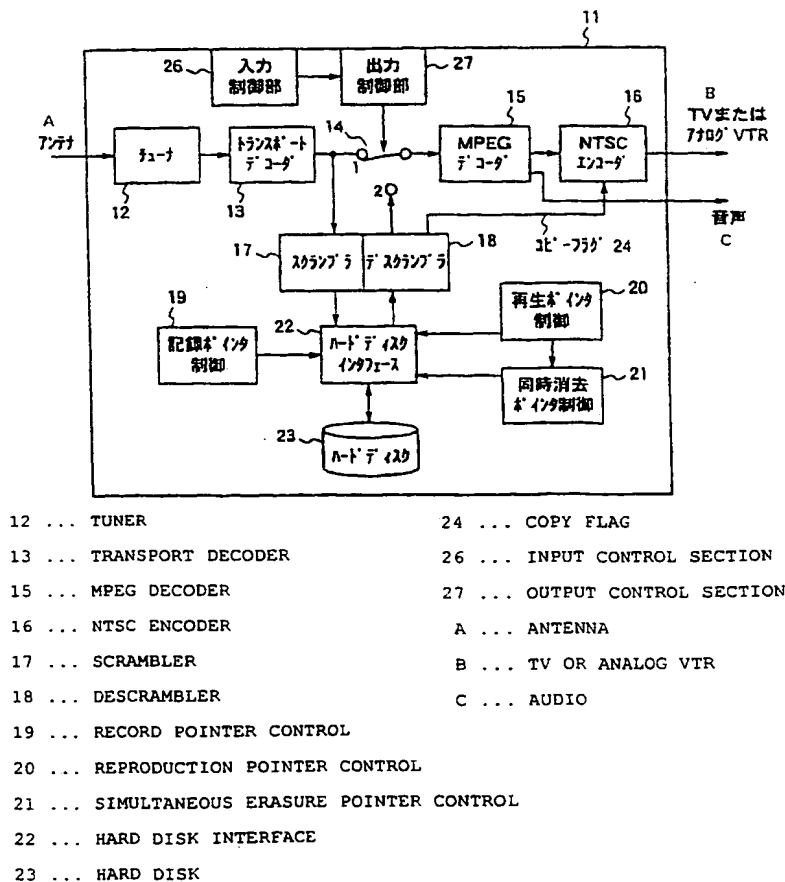 11
26
入力
制御部
出力
制御部
27
A
アンテナ
チューナ
12
トランスポート
デコーダ
13
14
1
2
15
MPEG
デコーダ
16
NTSC
エンコーダ
B
TVまたは
アナログVTR
音声
C
コピーフラグ 24
17
スクランブラ
デスクランブラ
18
19
記録ポインタ
制御
22
ハードディスク
インタフェース
再生ポインタ
制御
20
同時消去
ポインタ制御
21
23
ハードディスク
12 ... TUNER
13 ... TRANSPORT DECODER
15 ... MPEG DECODER
16 ... NTSC ENCODER
17 ... SCRAMBLER
18 ... DESCRAMBLER
19 ... RECORD POINTER CONTROL
20 ... REPRODUCTION POINTER CONTROL
21 ... SIMULTANEOUS ERASURE POINTER CONTROL
22 ... HARD DISK INTERFACE
23 ... HARD DISK
24 ... COPY FLAG
26 ... INPUT CONTROL SECTION
27 ... OUTPUT CONTROL SECTION
A ... ANTENNA
B ... TV OR ANALOG VTR
C ... AUDIO